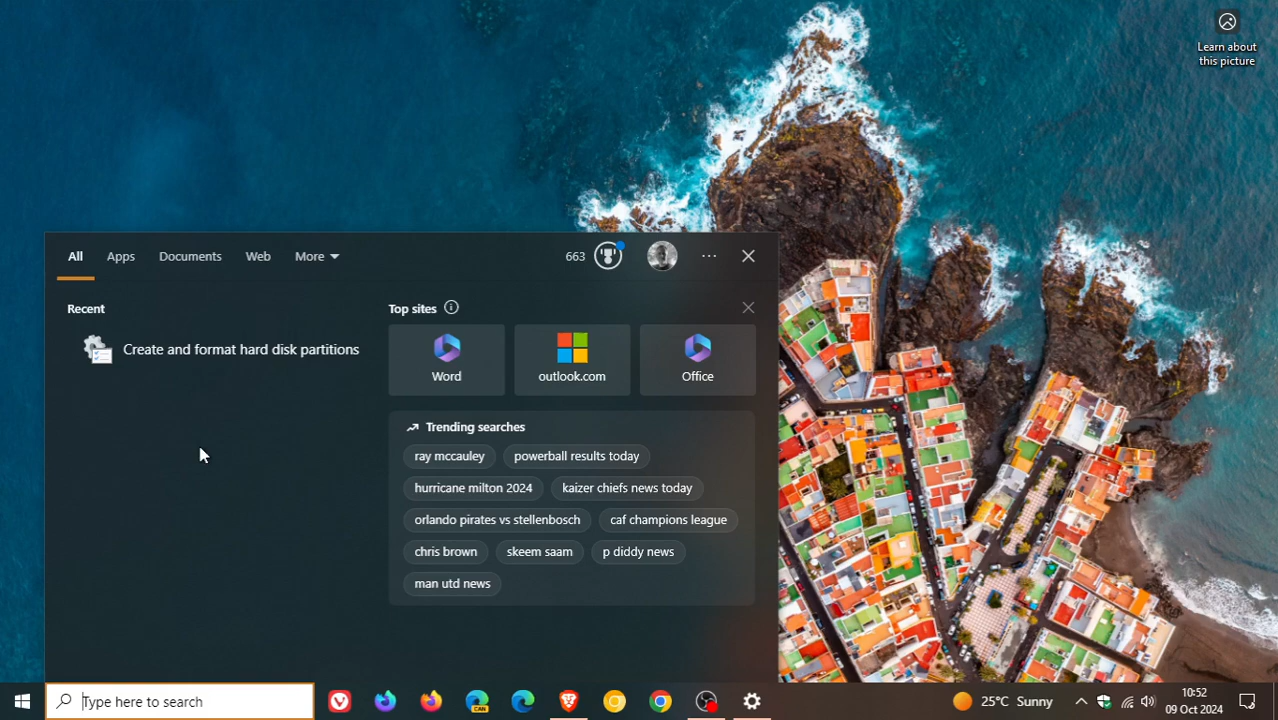 Learn about
this picture
All
Apps
Documents
Web
More
663
Recent
Create and format hard disk partitions
Top sites
Word
outlook.com
Office
Trending searches
ray mccauley
powerball results today
hurricane milton 2024
kaizer chiefs news today
orlando pirates vs stellenbosch
caf champions league
chris brown
skeem saam
p diddy news
man utd news
Type here to search
CAN
25°C Sunny
10:52
09 Oct 2024